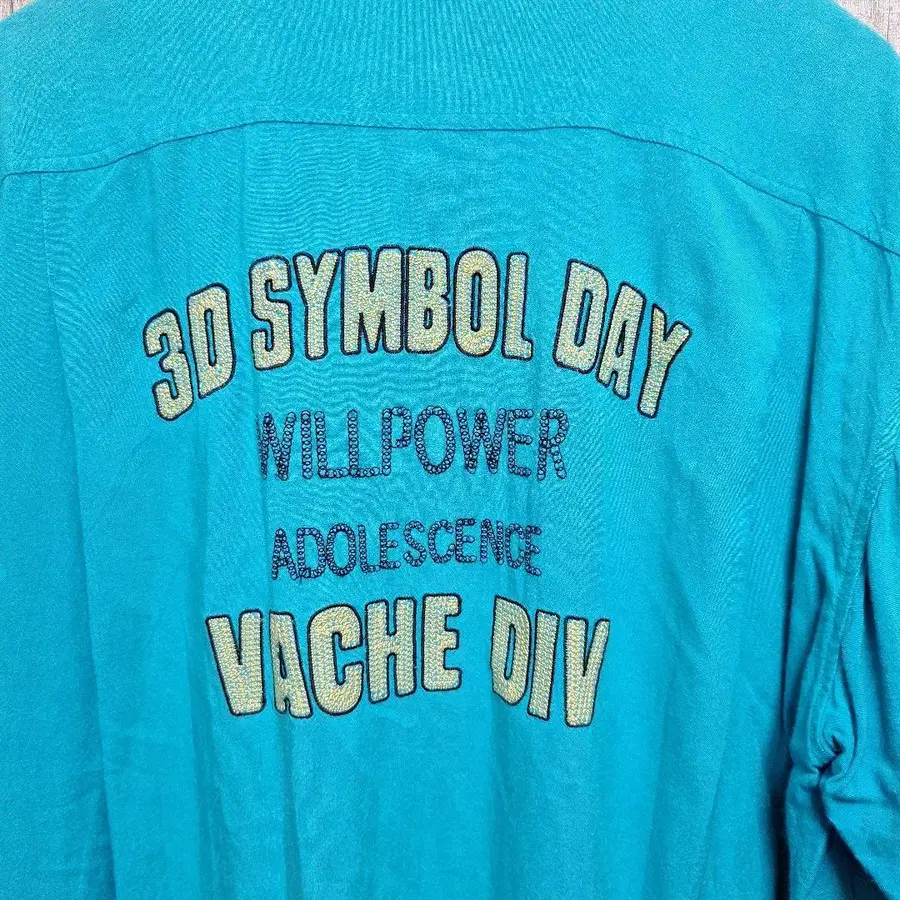 3D SYMBOL DAY
WILLPOWER
ADOLESCENCE
VACHE DIV